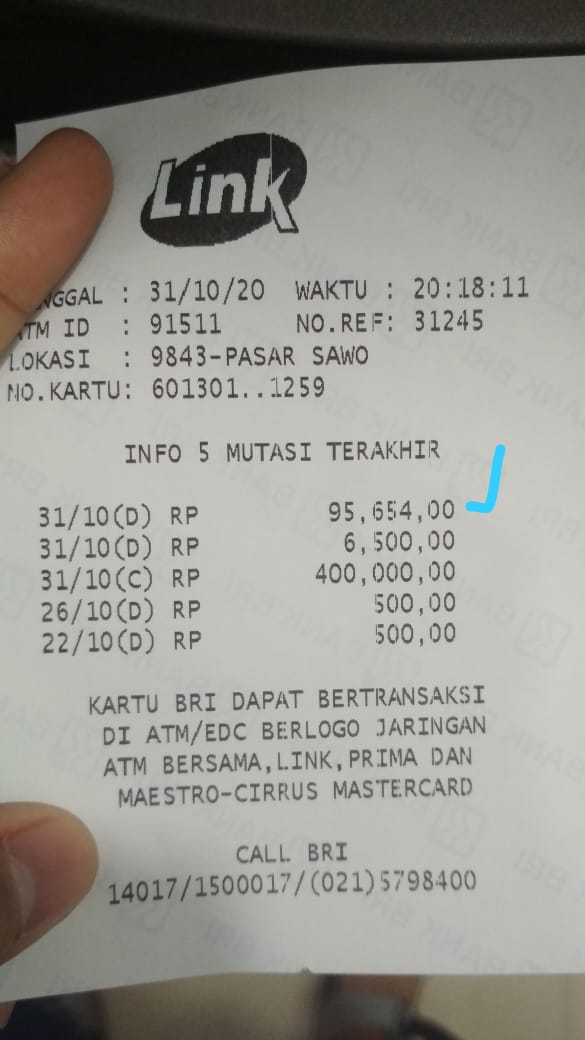 Link
GGAL : 31/10/20 WAKTU : 20:18:11
ATM ID : 91511 NO.REF: 31245
LOKASI : 9843-PASAR SAWO
NO.KARTU: 601301..1259
INFO 5 MUTASI TERAKHIR
31/10(D) RP 95,654,00
31/10(D) RP 6,500,00
31/10(C) RP 400,000,00
26/10(D) RP 500,00
22/10(D) RP 500,00
KARTU BRI DAPAT BERTRANSAKSI
DI ATM/EDC BERLOGO JARINGAN
ATM BERSAMA,LINK,PRIMA DAN
MAESTRO-CIRRUS MASTERCARD
CALL BRI
14017/1500017/(021)5798400